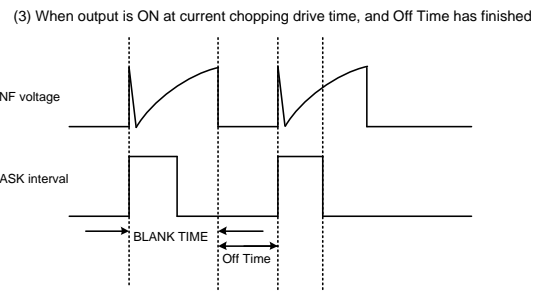 (3) When output is ON at current chopping drive time, and Off Time has finished
NF voltage
ASK interval
BLANK TIME
Off Time